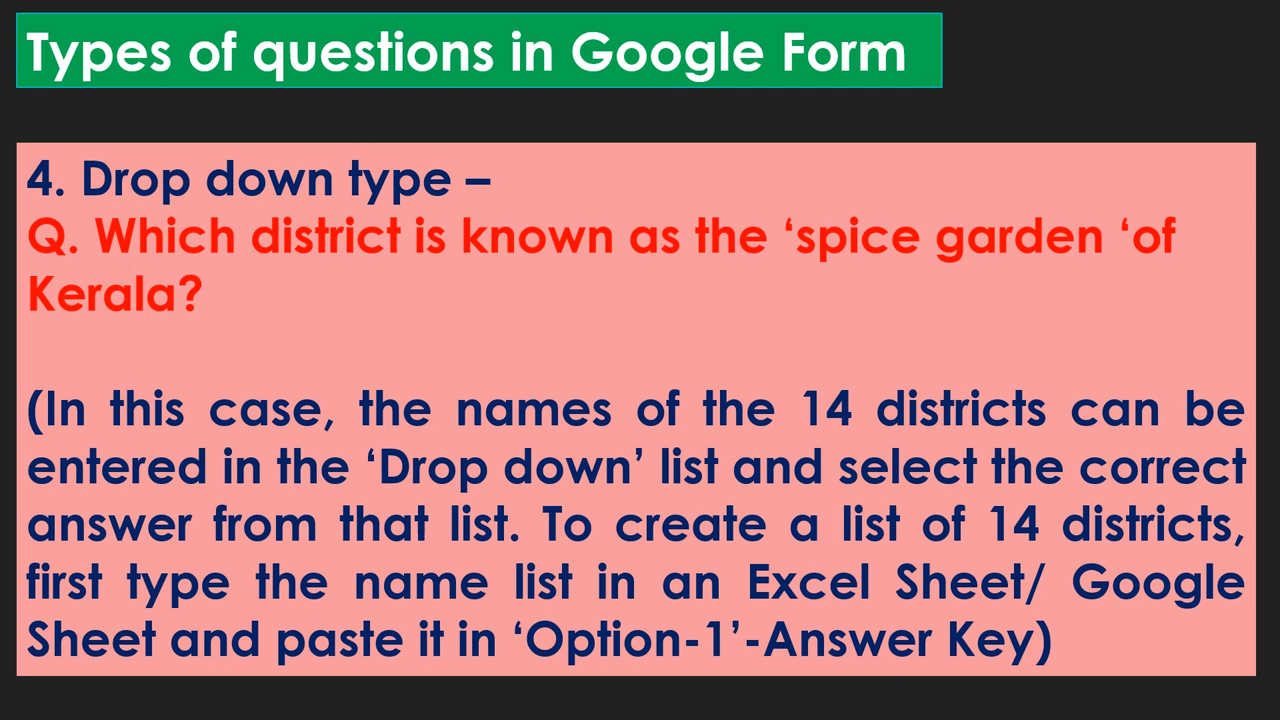 Types of questions in Google Form
4. Drop down type –
Q. Which district is known as the ‘spice garden ‘of
Kerala?
(In this case, the names of the 14 districts can be
entered in the ‘Drop down’ list and select the correct
answer from that list. To create a list of 14 districts,
first type the name list in an Excel Sheet/ Google
Sheet and paste it in ‘Option-1’-Answer Key)